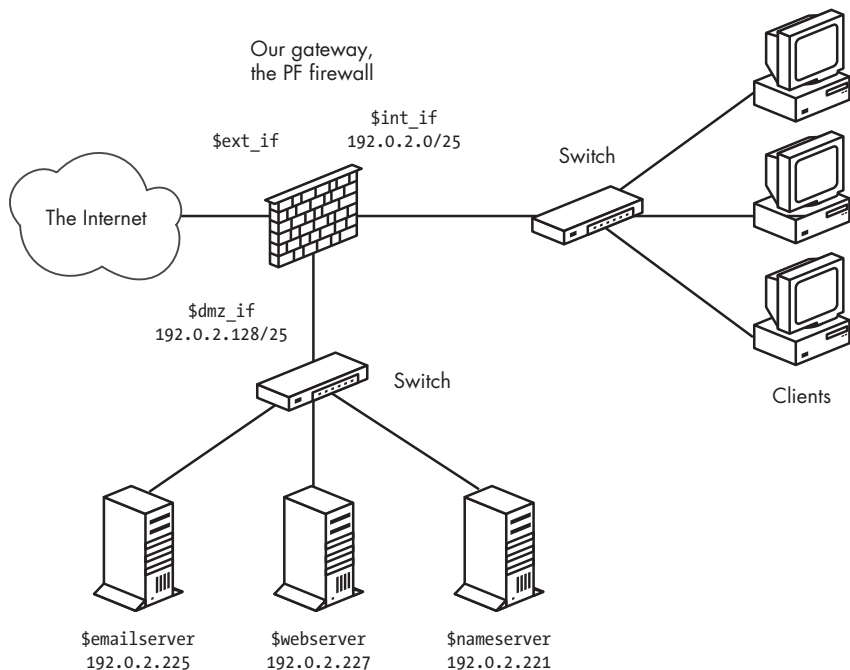 Our gateway,
the PF firewall
$int_if
192.0.2.0/25
$ext_if
Switch
The Internet
$dmz_if
192.0.2.128/25
Switch
Clients
$emailserver
192.0.2.225
$webserver
192.0.2.227
$nameserver
192.0.2.221